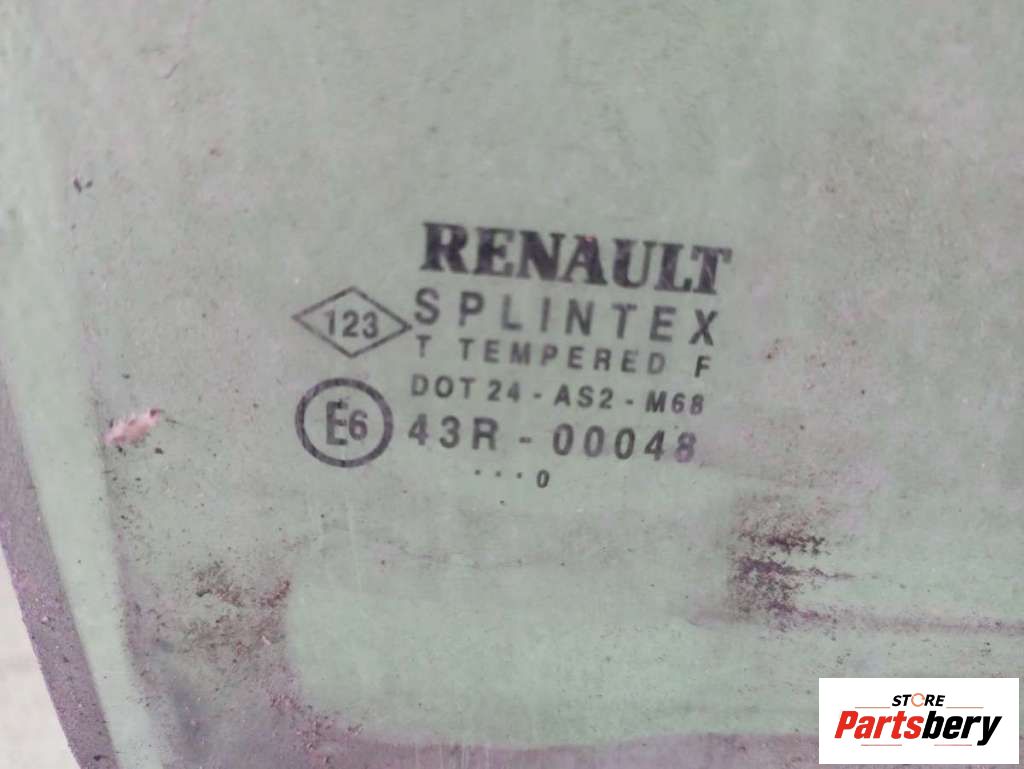 RENAULT
123
SPLINTEX
T TEMPERED F
DOT 24 - AS2 - M68
E6
43R - 00048
...0
STORE
Partsbery